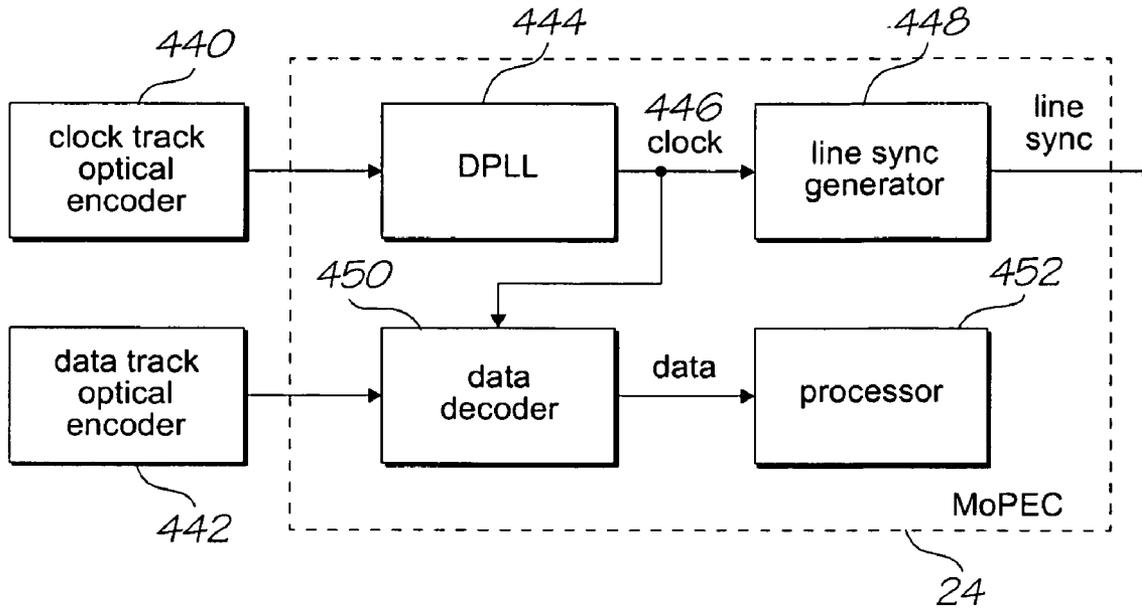 440
444
448
clock track
optical
encoder
DPLL
446
clock
line sync
generator
line
sync
450
452
data track
optical
encoder
data
decoder
data
processor
442
MoPEC
24